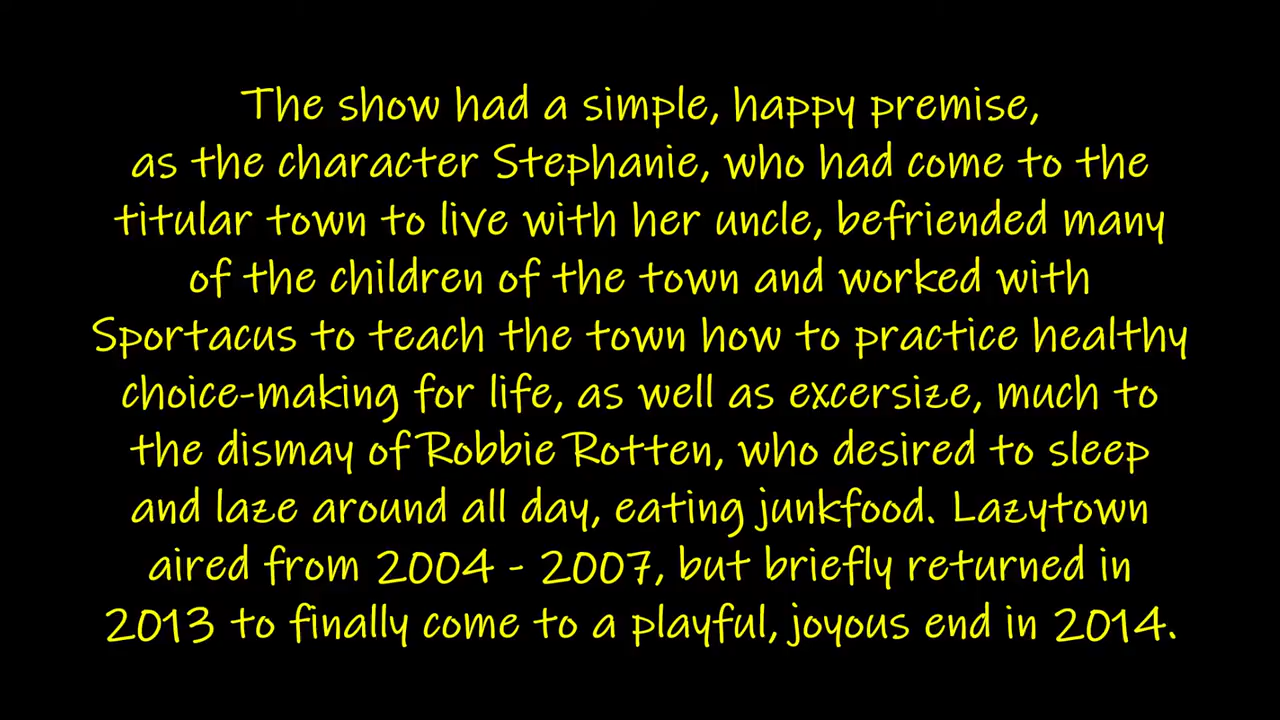 The show had a simple, happy premise,
as the character Stephanie, who had come to the
titular town to live with her uncle, befriended many
of the children of the town and worked with
Sportacus to teach the town how to practice healthy
choice-making for life, as well as excersize, much to
the dismay of Robbie Rotten, who desired to sleep
and laze around all day, eating junkfood. Lazytown
aired from 2004 - 2007, but briefly returned in
2013 to finally come to a playful, joyous end in 2014.